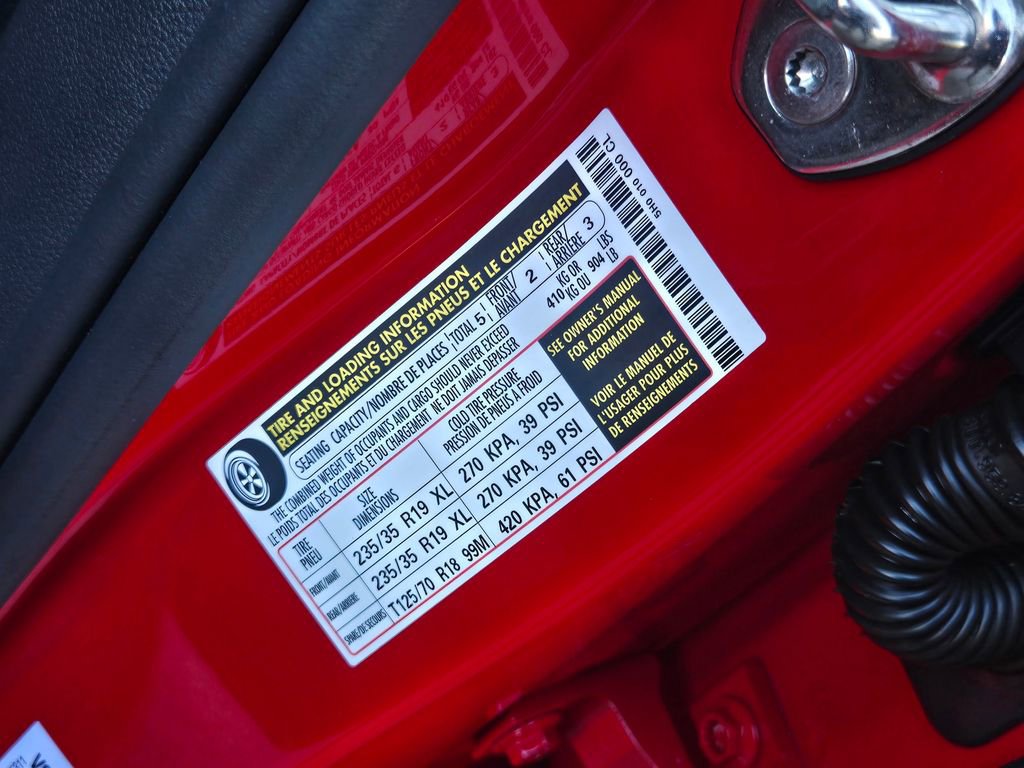 5H0 010 000 CL
TIRE AND LOADING INFORMATION
RENSEIGNEMENTS SUR LES PNEUS ET LE CHARGEMENT
SEATING CAPACITY/NOMBRE DE PLACES TOTAL 5 FRONT/AVANT 2 REAR/ARRIÈRE 3
THE COMBINED WEIGHT OF OCCUPANTS AND CARGO SHOULD NEVER EXCEED 410 KG OR 904 LBS
LE POIDS TOTAL DES OCCUPANTS ET DU CHARGEMENT NE DOIT JAMAIS DÉPASSER KG OU LB
TIRE PNEU SIZE DIMENSIONS COLD TIRE PRESSURE PRESSION DE PNEUS A FROID
FRONT/AVANT 235/35 R19 XL 270 KPA, 39 PSI
REAR/ARRIÈRE 235/35 R19 XL 270 KPA, 39 PSI
SPARE/DE SECOURS T125/70 R18 99M 420 KPA, 61 PSI
SEE OWNER'S MANUAL
FOR ADDITIONAL
INFORMATION
VOIR LE MANUEL DE
L'USAGER POUR PLUS
DE RENSEIGNEMENTS